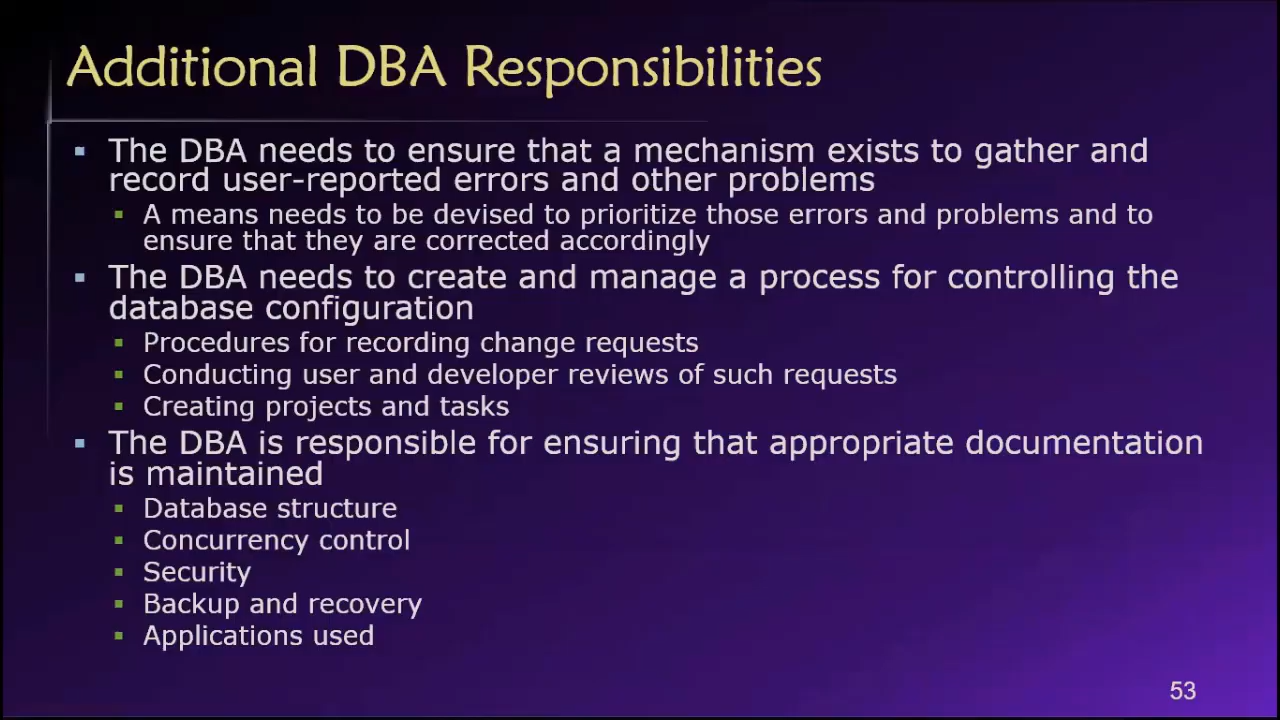 Additional DBA Responsibilities
The DBA needs to ensure that a mechanism exists to gather and
record user-reported errors and other problems
A means needs to be devised to prioritize those errors and problems and to
ensure that they are corrected accordingly
The DBA needs to create and manage a process for controlling the
database configuration
Procedures for recording change requests
Conducting user and developer reviews of such requests
Creating projects and tasks
The DBA is responsible for ensuring that appropriate documentation
is maintained
Database structure
Concurrency control
Security
Backup and recovery
Applications used
53